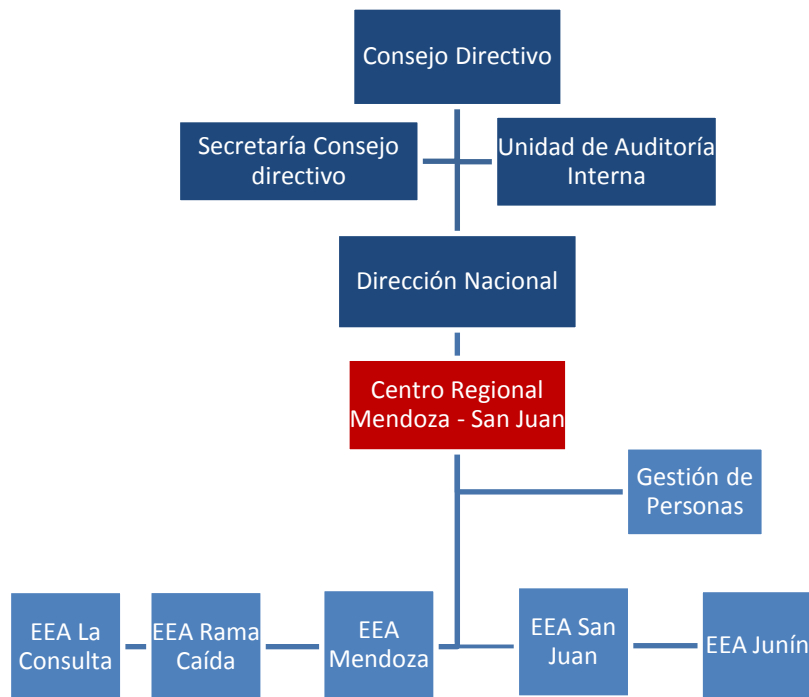 Consejo Directivo
Secretaría Consejo
directivo
Unidad de Auditoría
Interna
Dirección Nacional
Centro Regional
Mendoza - San Juan
Gestión de
Personas
EEA La
Consulta
EEA Rama
Caída
EEA
Mendoza
EEA San
Juan
EEA Junín